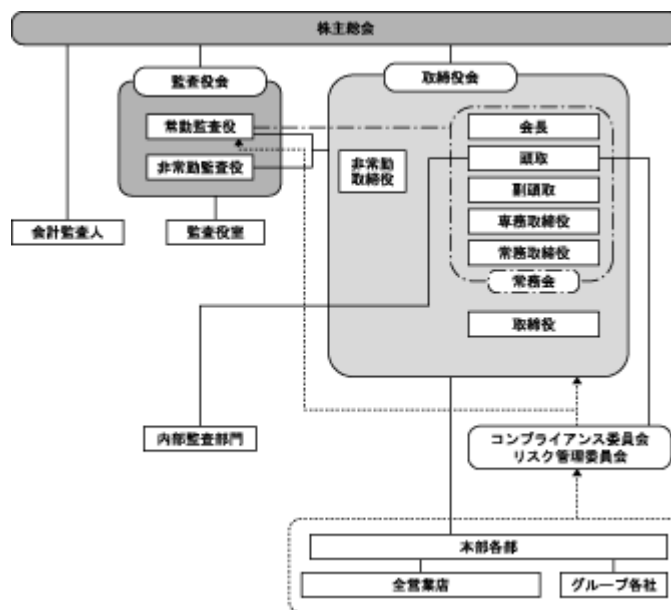 株主総会
監査役会
取締役会
常勤監査役
会長
非常勤監査役
非常勤
取締役
頭取
副頭取
専務取締役
常務取締役
常務会
会計監査人
監査役室
取締役
内部監査部門
コンプライアンス委員会
リスク管理委員会
本部各部
全営業店
グループ各社